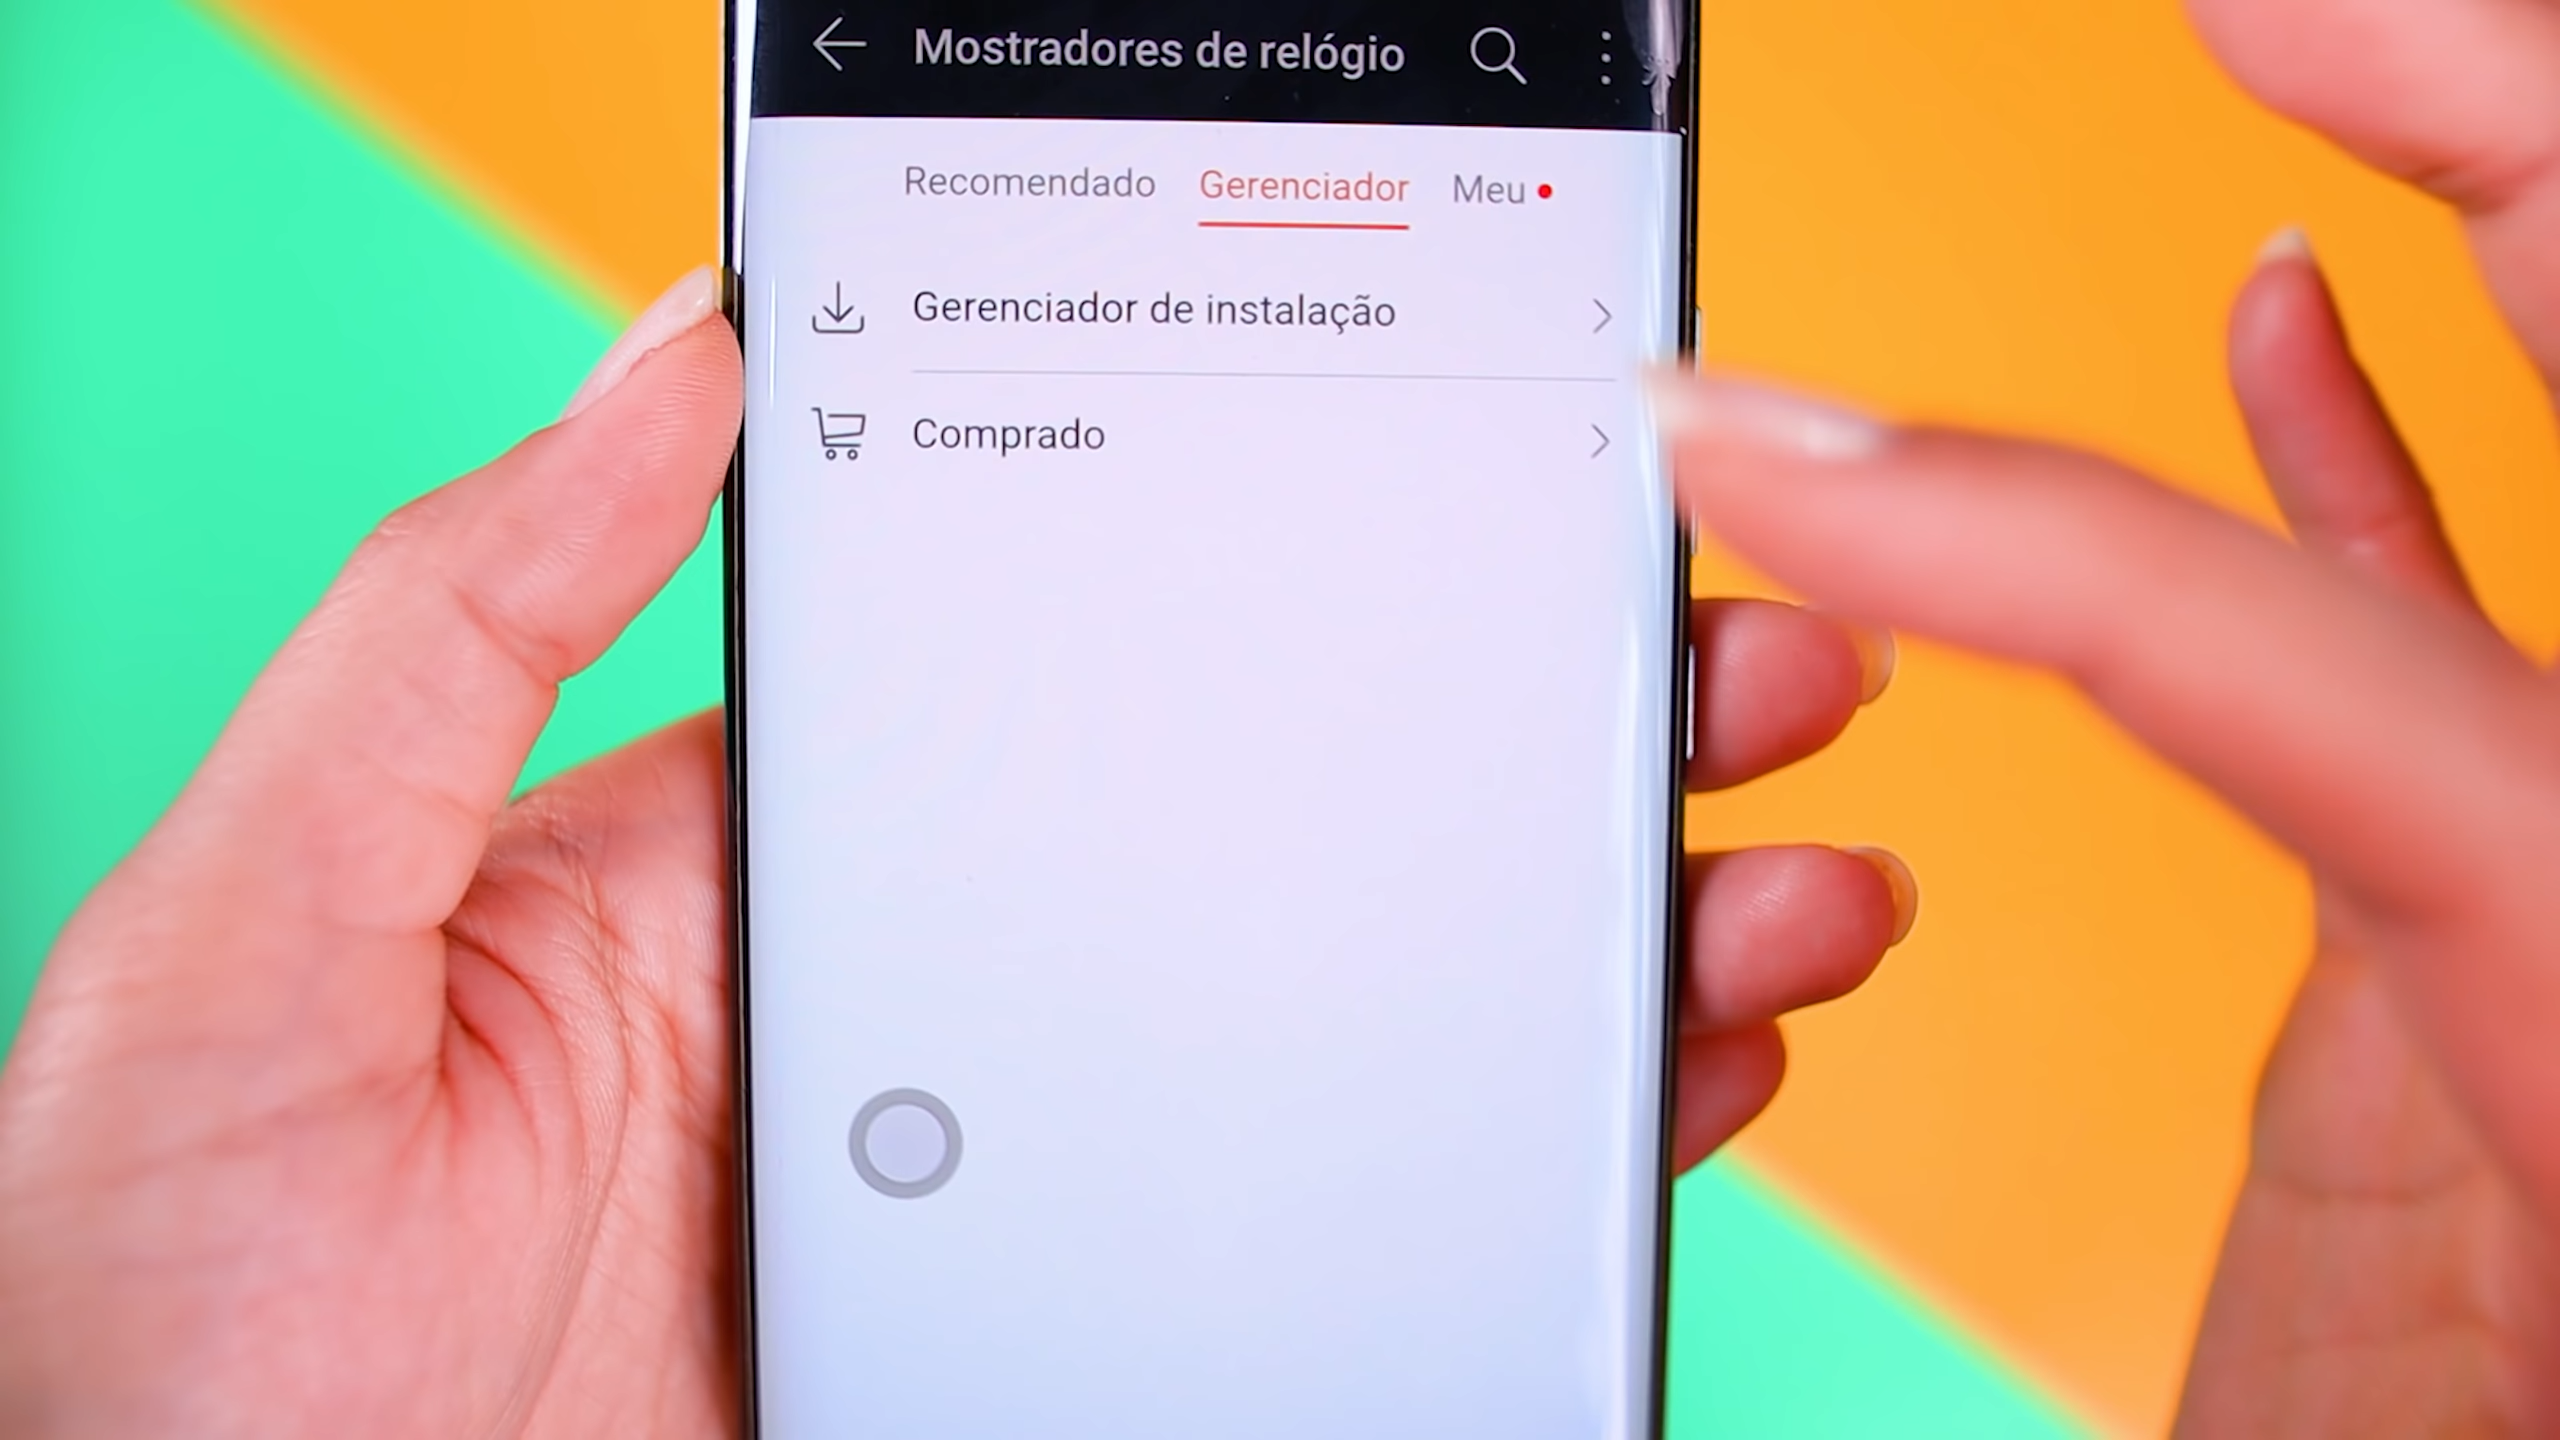 Mostradores de relógio
Recomendado Gerenciador Meu
Gerenciador de instalação
Comprado